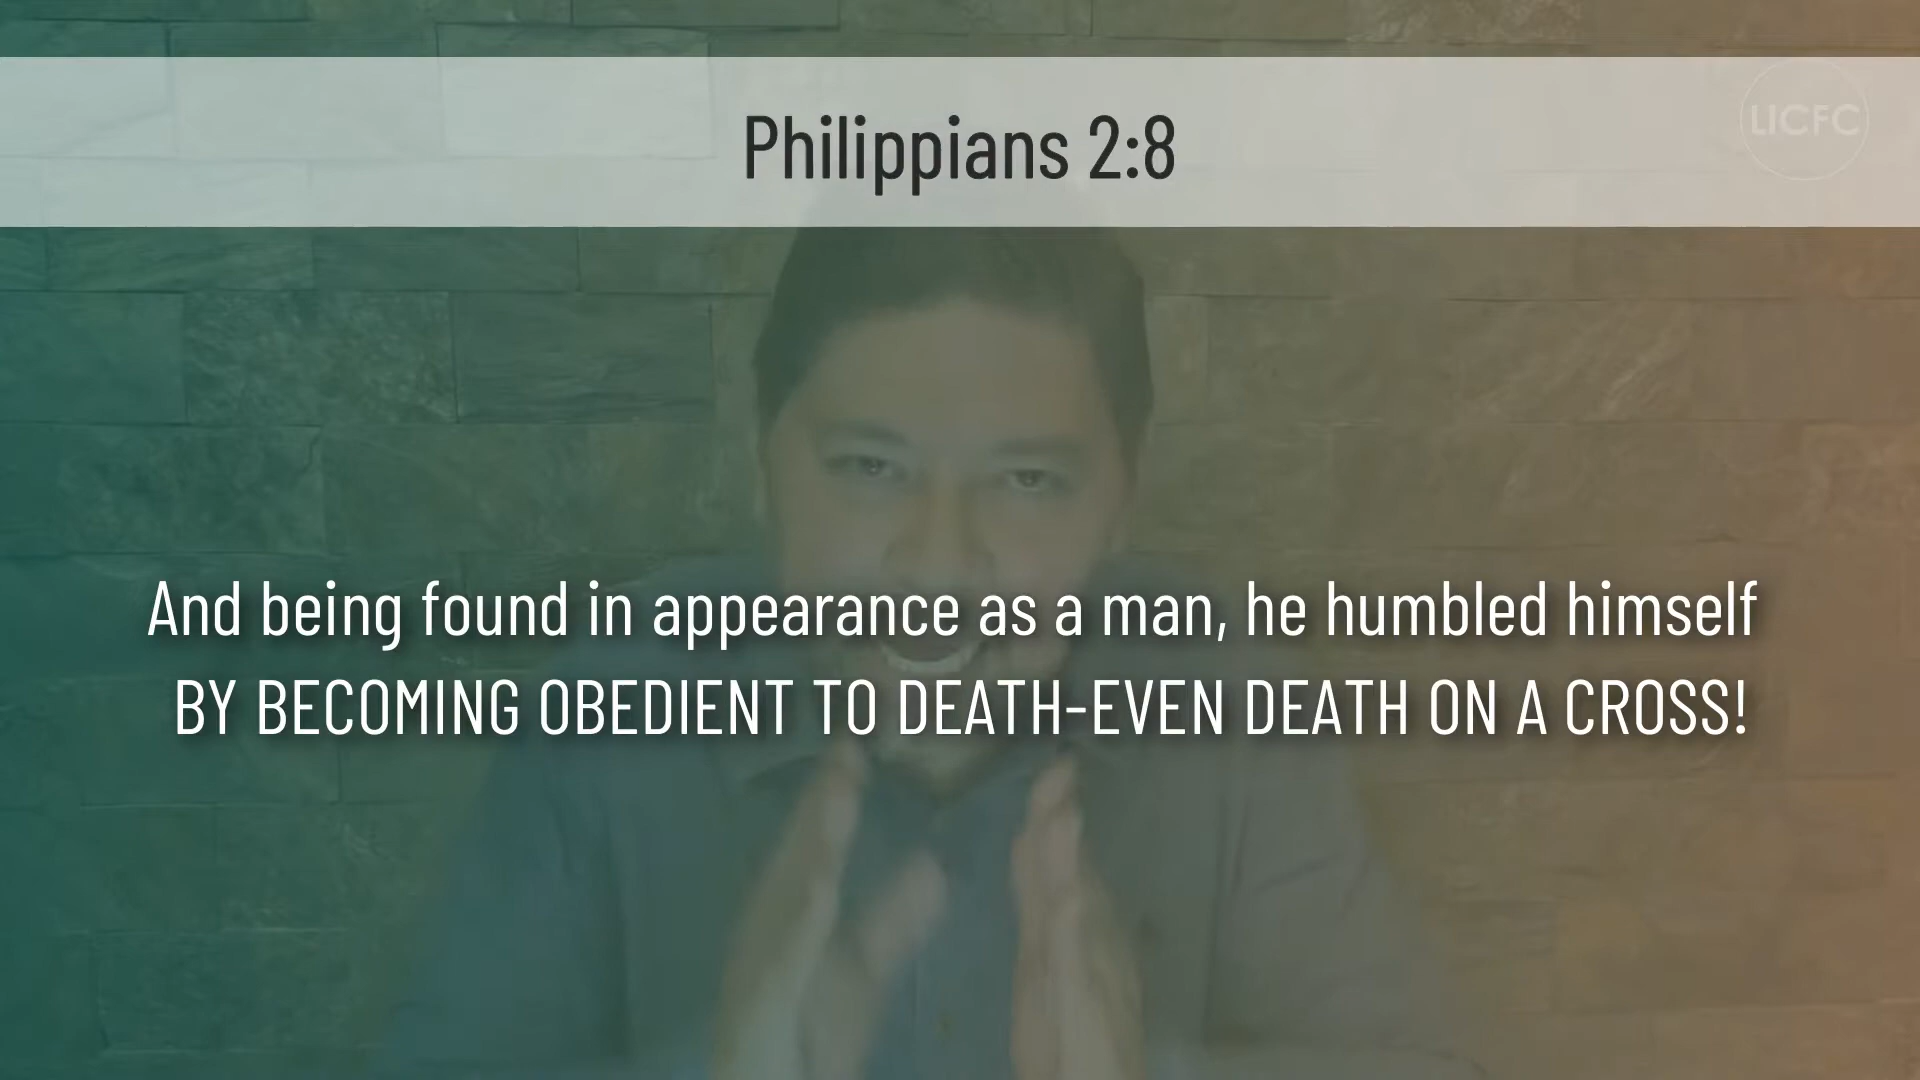 LICFC
Philippians 2:8
And being found in appearance as a man, he humbled himself
BY BECOMING OBEDIENT TO DEATH-EVEN DEATH ON A CROSS!